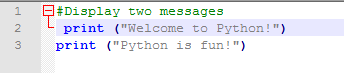 1 #Display two messages
2 print ("Welcome to Python!")
3 print ("Python is fun!")